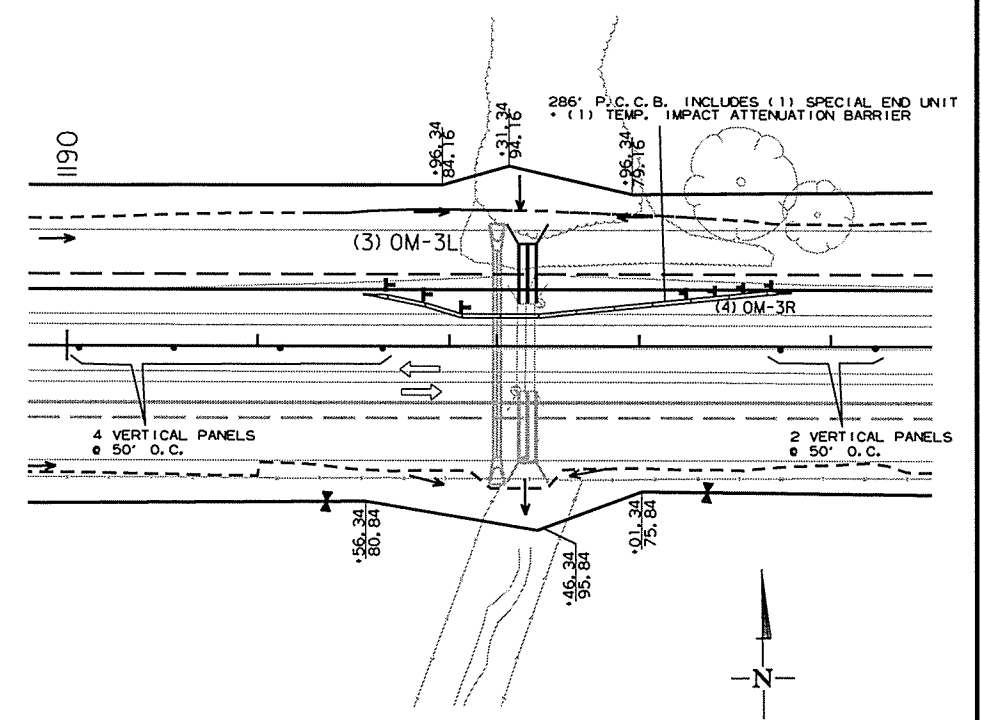 286' P.C.C.B. INCLUDES (1) SPECIAL END UNIT
+ (1) TEMP. IMPACT ATTENUATION BARRIER
1190
+96.34
84.16
+31.34
94.16
+96.34
79.16
(3) OM-3L
(4) OM-3R
4 VERTICAL PANELS
@ 50' O.C.
2 VERTICAL PANELS
@ 50' O.C.
+56.34
80.84
+46.34
95.84
+01.34
75.84
N